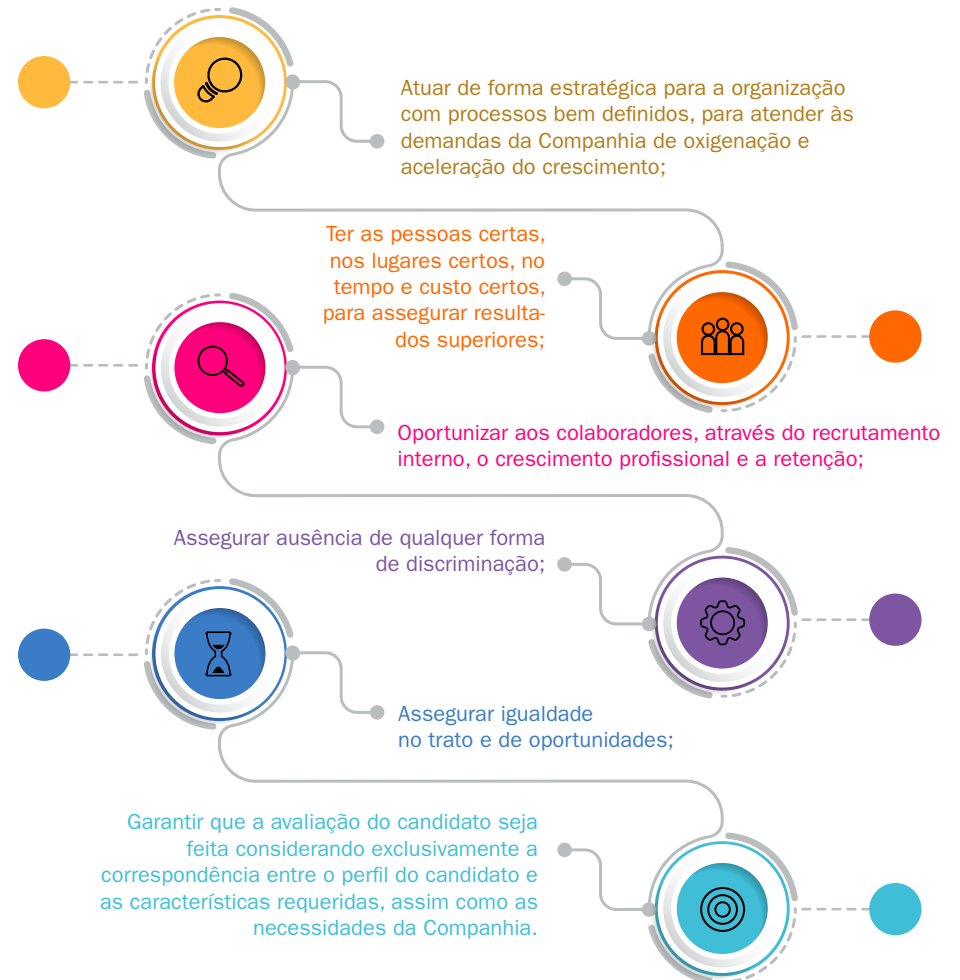 Atuar de forma estratégica para a organização
com processos bem definidos, para atender às
demandas da Companhia de oxigenação e
aceleração do crescimento;
Ter as pessoas certas,
nos lugares certos, no
tempo e custo certos,
para assegurar resulta-
dos superiores;
Oportunizar aos colaboradores, através do recrutamento
interno, o crescimento profissional e a retenção;
Assegurar ausência de qualquer forma
de discriminação;
Assegurar igualdade
no trato e de oportunidades;
Garantir que a avaliação do candidato seja
feita considerando exclusivamente a
correspondência entre o perfil do candidato e
as características requeridas, assim como as
necessidades da Companhia.